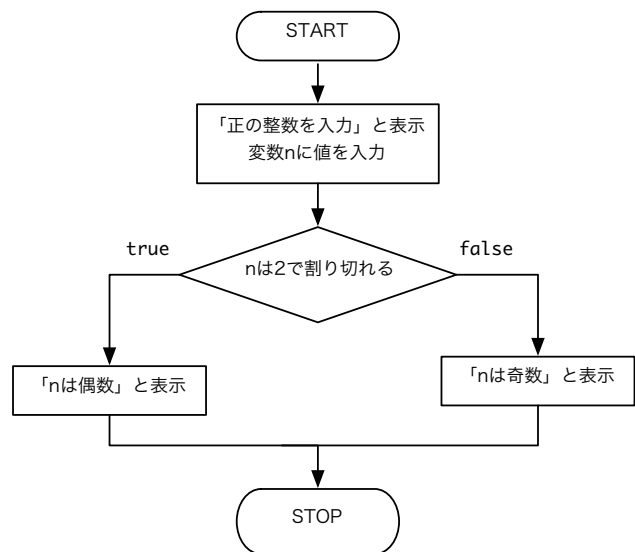 START
「正の整数を入力」と表示
変数nに値を入力
true
false
nは2で割り切れる
「nは偶数」と表示
「nは奇数」と表示
STOP